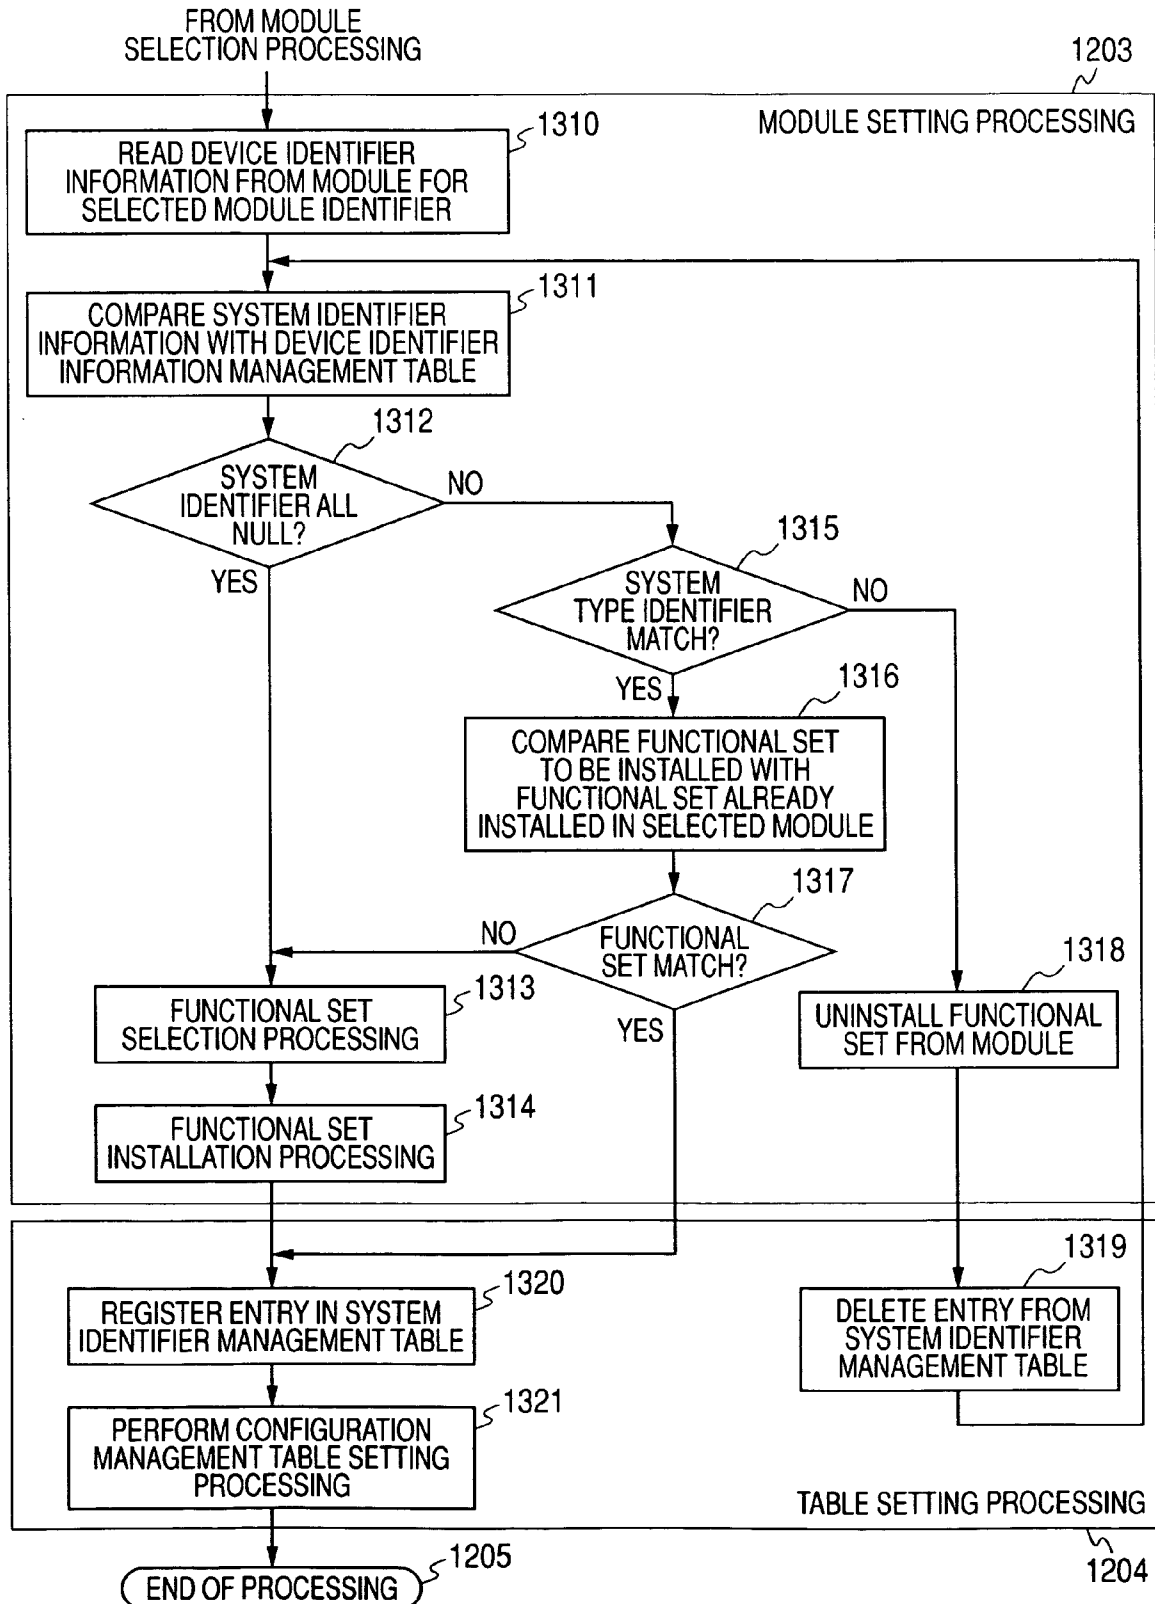 FROM MODULE
SELECTION PROCESSING
1203
MODULE SETTING PROCESSING
1310
READ DEVICE IDENTIFIER
INFORMATION FROM MODULE FOR
SELECTED MODULE IDENTIFIER
1311
COMPARE SYSTEM IDENTIFIER
INFORMATION WITH DEVICE IDENTIFIER
INFORMATION MANAGEMENT TABLE
1312
SYSTEM
IDENTIFIER ALL
NULL?
NO
YES
1315
SYSTEM
TYPE IDENTIFIER
MATCH?
NO
YES
1316
COMPARE FUNCTIONAL SET
TO BE INSTALLED WITH
FUNCTIONAL SET ALREADY
INSTALLED IN SELECTED MODULE
1317
FUNCTIONAL
SET MATCH?
NO
YES
1313
FUNCTIONAL SET
SELECTION PROCESSING
1318
UNINSTALL FUNCTIONAL
SET FROM MODULE
1314
FUNCTIONAL SET
INSTALLATION PROCESSING
1320
REGISTER ENTRY IN SYSTEM
IDENTIFIER MANAGEMENT TABLE
1319
DELETE ENTRY FROM
SYSTEM IDENTIFIER
MANAGEMENT TABLE
1321
PERFORM CONFIGURATION
MANAGEMENT TABLE SETTING
PROCESSING
TABLE SETTING PROCESSING
1204
1205
END OF PROCESSING